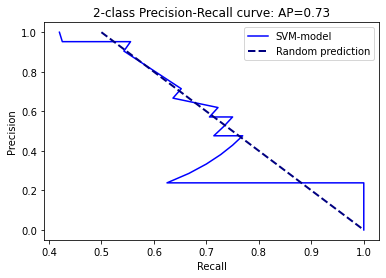 2-class Precision-Recall curve: AP=0.73
SVM-model
Random prediction
Precision
1.0
0.8
0.6
0.4
0.2
0.0
0.4 0.5 0.6 0.7 0.8 0.9 1.0
Recall